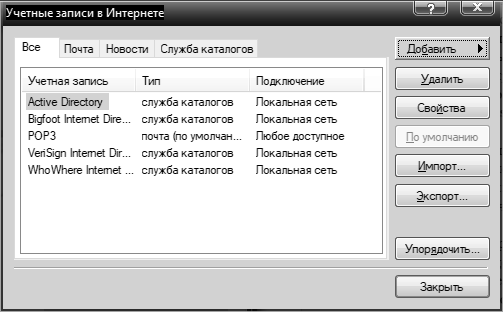 Учетные записи в Интернете
Все Почта Новости Служба каталогов
Учетная запись Тип Подключение
Active Directory служба каталогов Локальная сеть
Bigfoot Internet Dire... служба каталогов Локальная сеть
POP3 почта (по умолчан... Любое доступное
VeriSign Internet Dir... служба каталогов Локальная сеть
WhoWhere Internet ... служба каталогов Локальная сеть
Добавить
Удалить
Свойства
По умолчанию
Импорт...
Экспорт...
Упорядочить...
Закрыть